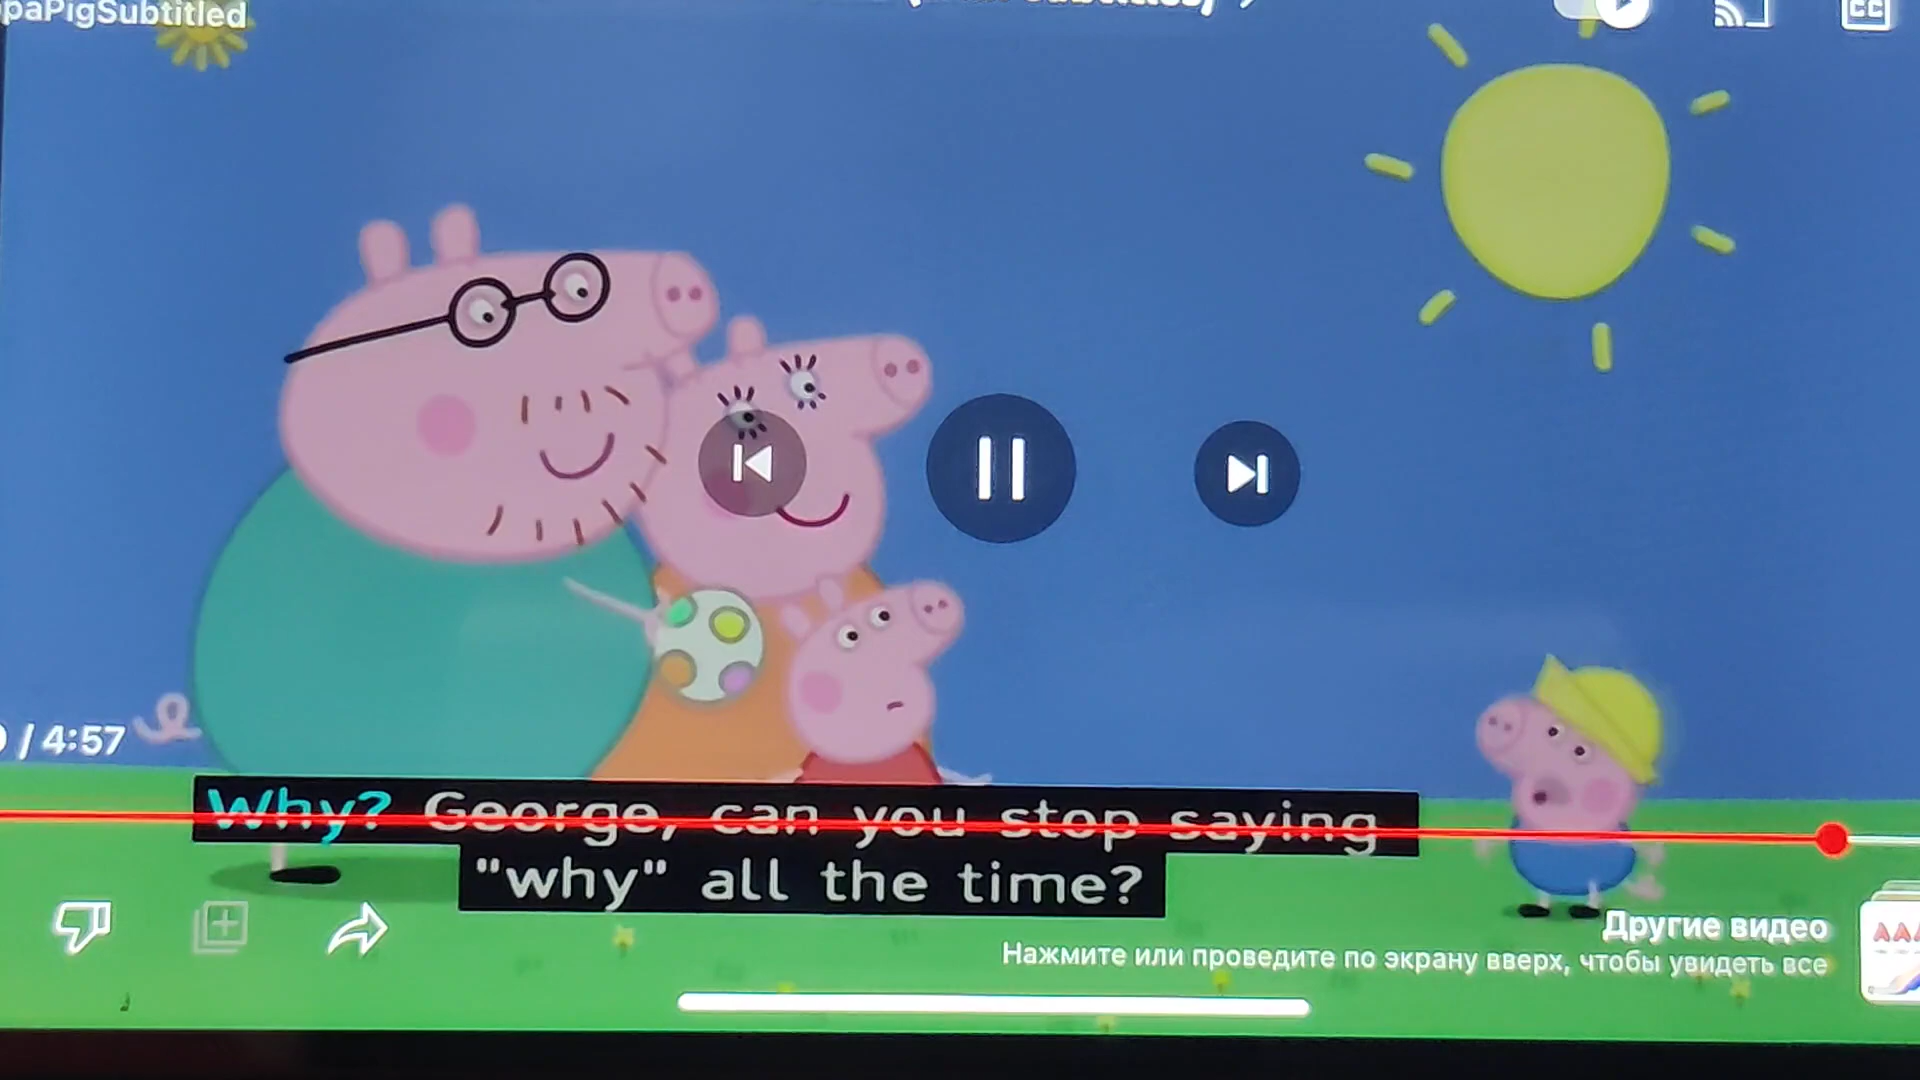 paPigSubtitled
CC
/ 4:57
Why? George, can you stop saying
"why" all the time?
Другие видео
Нажмите или проведите по экрану вверх, чтобы увидеть все